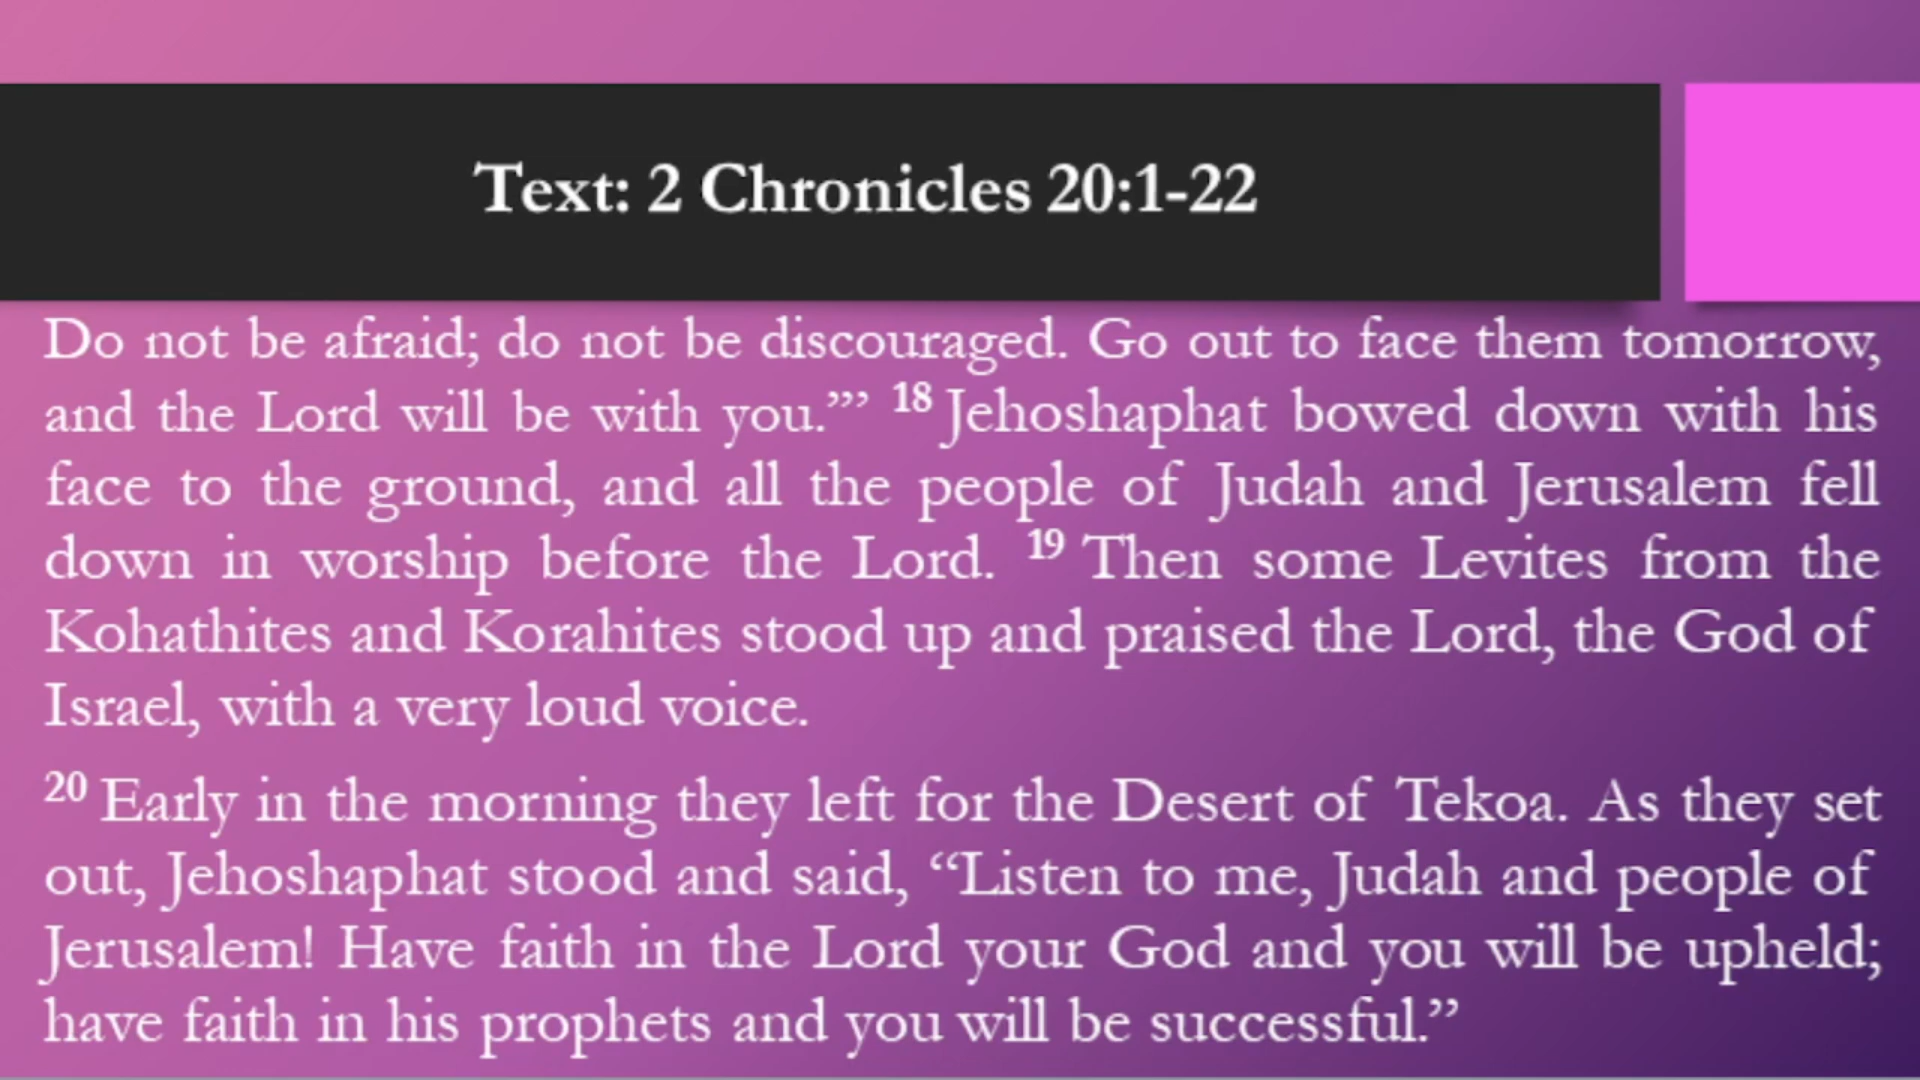 Text: 2 Chronicles 20:1-22
Do not be afraid; do not be discouraged. Go out to face them tomorrow,
and the Lord will be with you.”’ 18 Jehoshaphat bowed down with his
face to the ground, and all the people of Judah and Jerusalem fell
down in worship before the Lord. 19 Then some Levites from the
Kohathites and Korahites stood up and praised the Lord, the God of
Israel, with a very loud voice.
20 Early in the morning they left for the Desert of Tekoa. As they set
out, Jehoshaphat stood and said, “Listen to me, Judah and people of
Jerusalem! Have faith in the Lord your God and you will be upheld;
have faith in his prophets and you will be successful.”